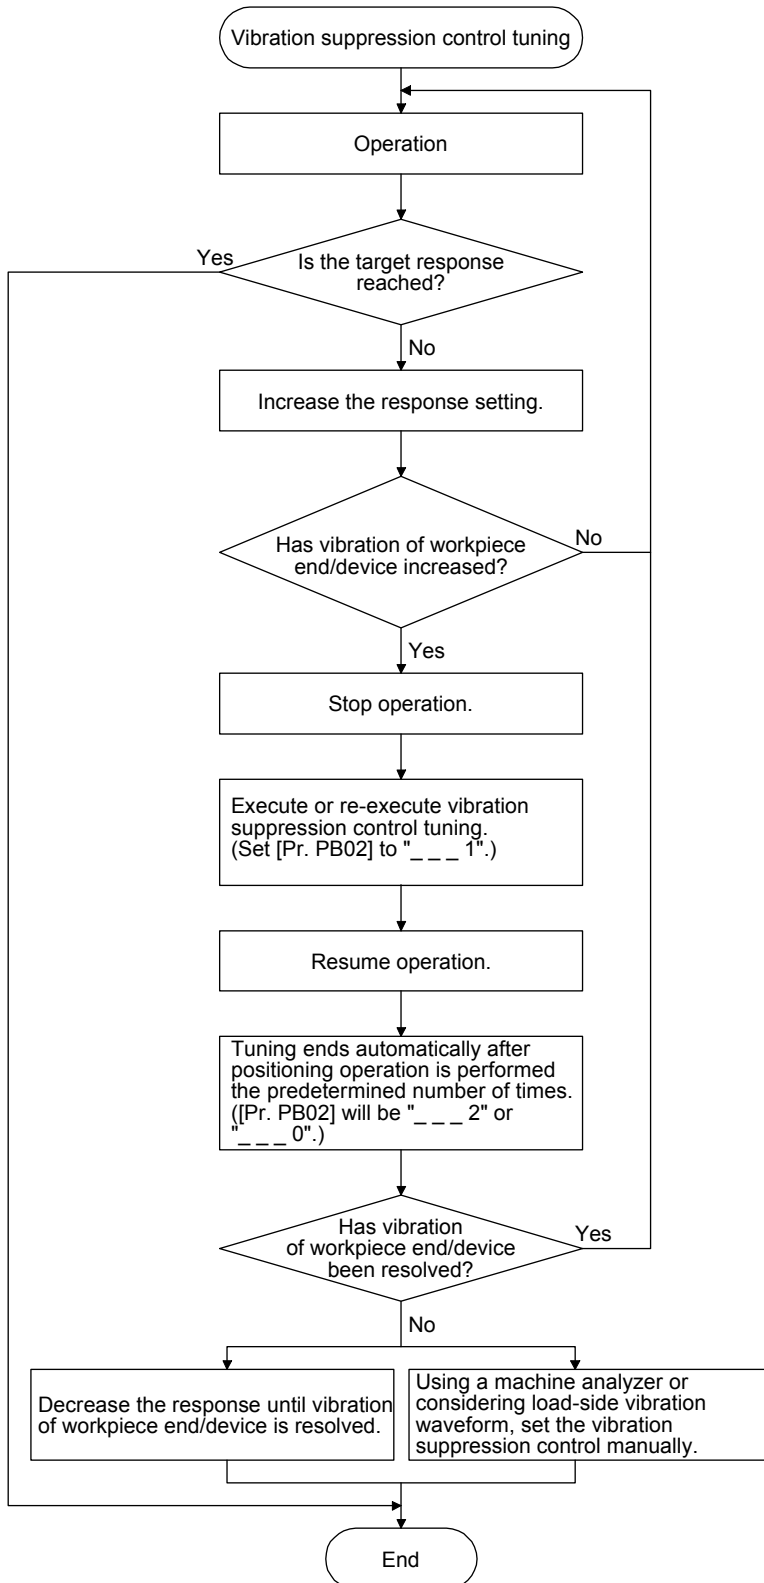 Vibration suppression control tuning
Operation
Yes
Is the target response
reached?
No
Increase the response setting.
Has vibration of workpiece
end/device increased?
No
Yes
Stop operation.
Execute or re-execute vibration
suppression control tuning.
(Set [Pr. PB02] to "_ _ _ 1".)
Resume operation.
Tuning ends automatically after
positioning operation is performed
the predetermined number of times.
([Pr. PB02] will be "_ _ _ 2" or
"_ _ _ 0".)
Has vibration
of workpiece end/device
been resolved?
Yes
No
Decrease the response until vibration
of workpiece end/device is resolved.
Using a machine analyzer or
considering load-side vibration
waveform, set the vibration
suppression control manually.
End